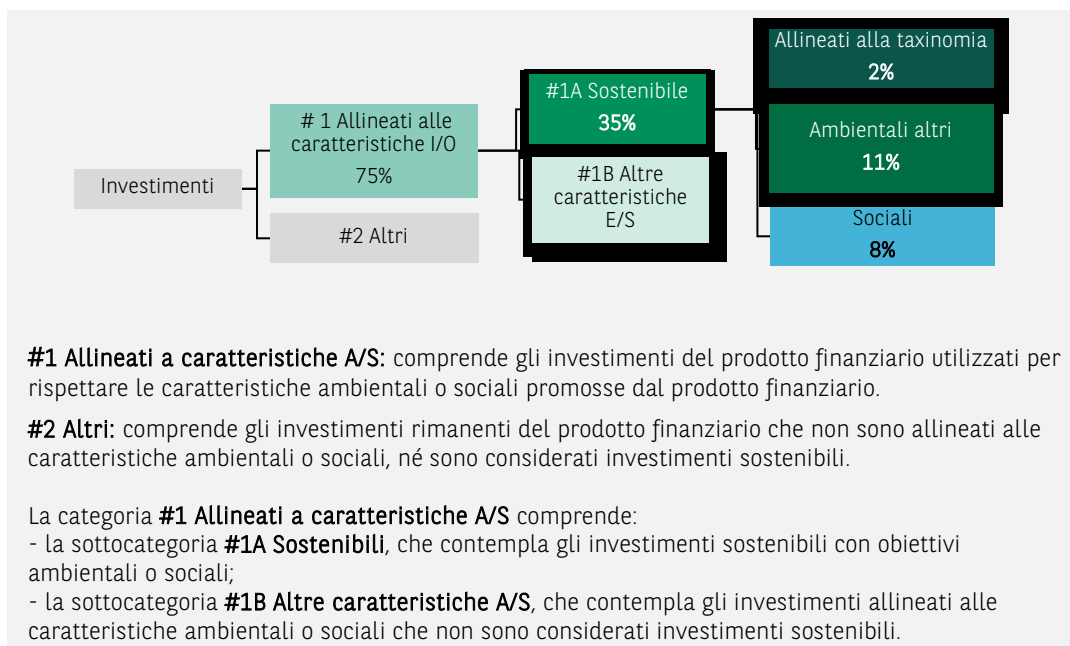 Investimenti
# 1 Allineati alle
caratteristiche I/O
75%
#2 Altri
#1A Sostenibile
35%
#1B Altre
caratteristiche
E/S
Allineati alla taxinomia
2%
Ambientali altri
11%
Sociali
8%
#1 Allineati a caratteristiche A/S: comprende gli investimenti del prodotto finanziario utilizzati per
rispettare le caratteristiche ambientali o sociali promosse dal prodotto finanziario.
#2 Altri: comprende gli investimenti rimanenti del prodotto finanziario che non sono allineati alle
caratteristiche ambientali o sociali, né sono considerati investimenti sostenibili.
La categoria #1 Allineati a caratteristiche A/S comprende:
- la sottocategoria #1A Sostenibili, che contempla gli investimenti sostenibili con obiettivi
ambientali o sociali;
- la sottocategoria #1B Altre caratteristiche A/S, che contempla gli investimenti allineati alle
caratteristiche ambientali o sociali che non sono considerati investimenti sostenibili.